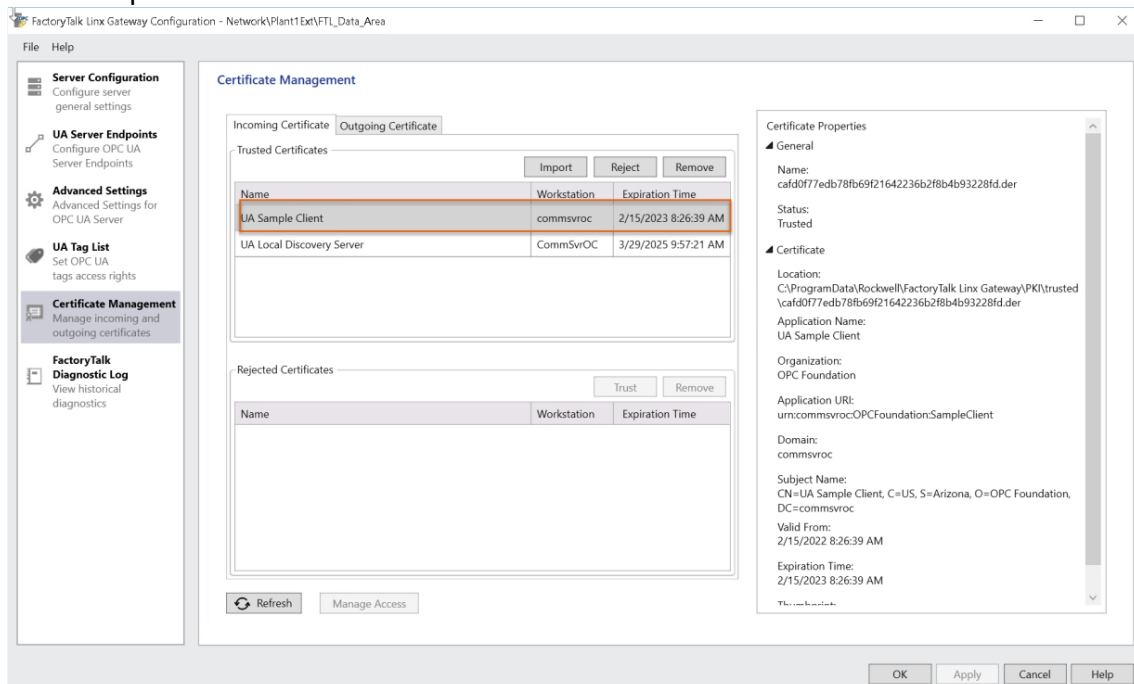 FactoryTalk Linx Gateway Configuration - Network\Plant1Ext\FTL_Data_Area
File Help
Server Configuration
Configure server
general settings
UA Server Endpoints
Configure OPC UA
Server Endpoints
Advanced Settings
Advanced Settings for
OPC UA Server
UA Tag List
Set OPC UA
tags access rights
Certificate Management
Manage incoming and
outgoing certificates
FactoryTalk
Diagnostic Log
View historical
diagnostics
Certificate Management
Incoming Certificate Outgoing Certificate
Trusted Certificates
Import Reject Remove
Name Workstation Expiration Time
UA Sample Client commsvroc 2/15/2023 8:26:39 AM
UA Local Discovery Server CommSvrOC 3/29/2025 9:57:21 AM
Rejected Certificates
Trust Remove
Name Workstation Expiration Time
Refresh Manage Access
Certificate Properties
General
Name:
cafd0f77edb78fb69f21642236b2f8b4b93228fd.der
Status:
Trusted
Certificate
Location:
C:\ProgramData\Rockwell\FactoryTalk Linx Gateway\PKI\trusted
\cafd0f77edb78fb69f21642236b2f8b4b93228fd.der
Application Name:
UA Sample Client
Organization:
OPC Foundation
Application URI:
urn:commsvroc:OPCFoundation:SampleClient
Domain:
commsvroc
Subject Name:
CN=UA Sample Client, C=US, S=Arizona, O=OPC Foundation,
DC=commsvroc
Valid From:
2/15/2022 8:26:39 AM
Expiration Time:
2/15/2023 8:26:39 AM
OK Apply Cancel Help